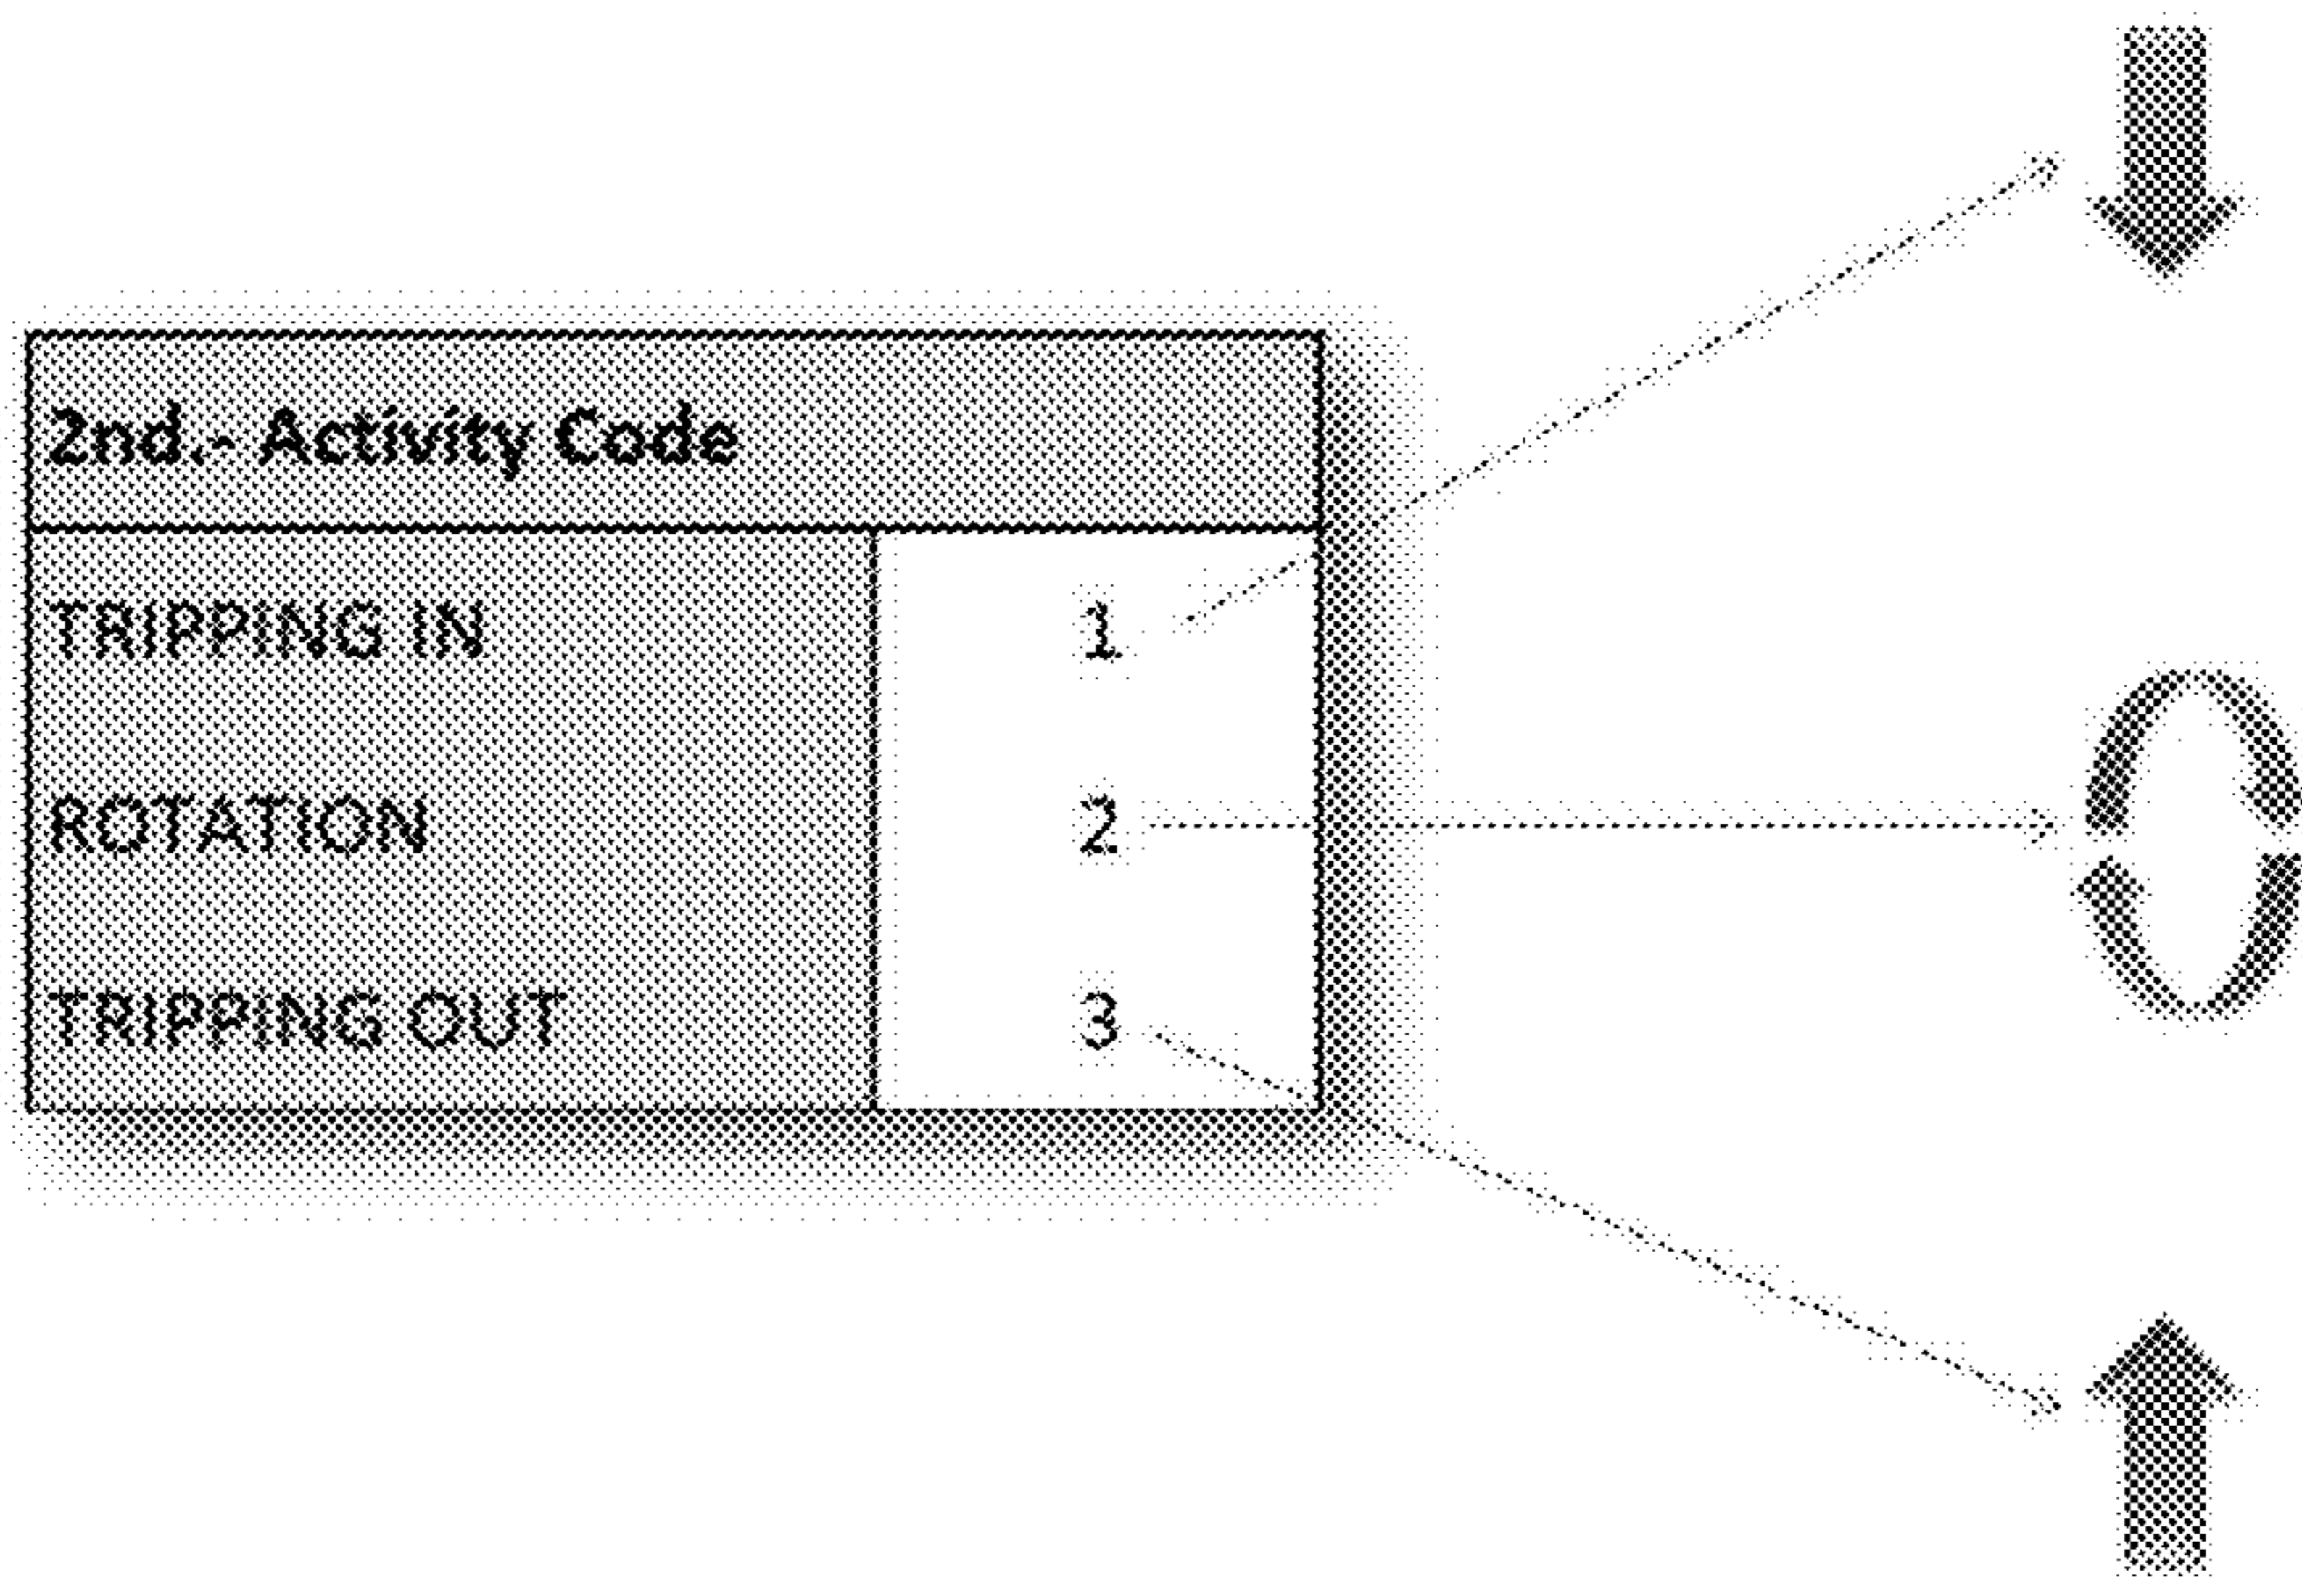 2nd.- Activity Code
TRIPPING IN 1
ROTATION 2
TRIPPING OUT 3